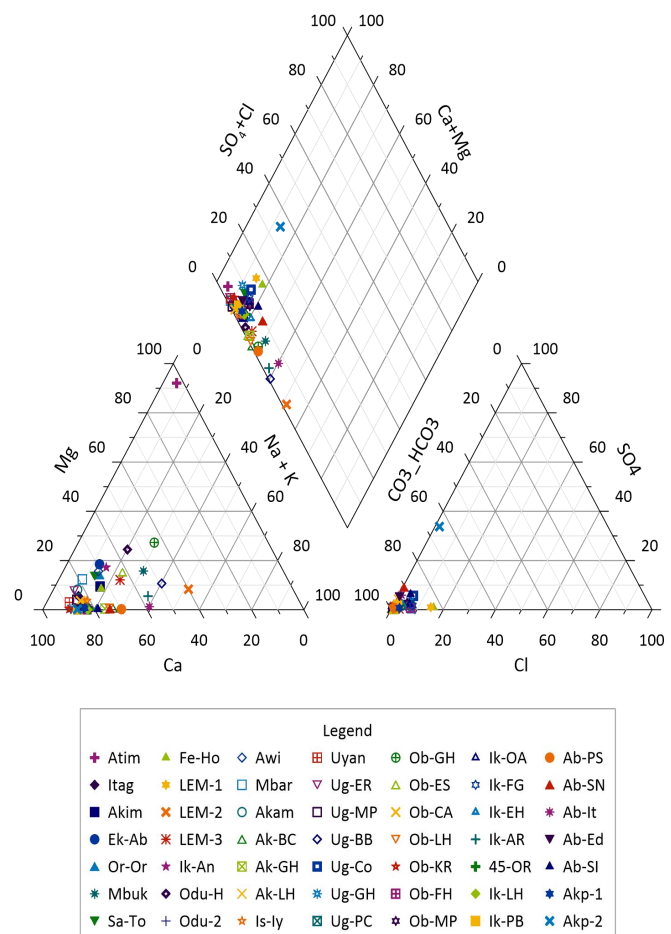 100 100
80 80
SO4+Cl Ca+Mg
60 60
40 40
20 20
0 0
100 0 0 100
80 20 20 80
Mg Na + K CO3_HCO3 SO4
60 40 40 60
40 60 60 40
20 80 80 20
0 100 100 0
100 80 60 40 20 0 0 20 40 60 80 100
Ca Cl
Legend
Atim Fe-Ho Awi Uyan Ob-GH Ik-OA Ab-PS
Itag LEM-1 Mbar Ug-ER Ob-ES Ik-FG Ab-SN
Akim LEM-2 Akam Ug-MP Ob-CA Ik-EH Ab-It
Ek-Ab LEM-3 Ak-BC Ug-BB Ob-LH Ik-AR Ab-Ed
Or-Or Ik-An Ak-GH Ug-Co Ob-KR 45-OR Ab-SI
Mbuk Odu-H Ak-LH Ug-GH Ob-FH Ik-LH Akp-1
Sa-To Odu-2 Is-Iy Ug-PC Ob-MP Ik-PB Akp-2